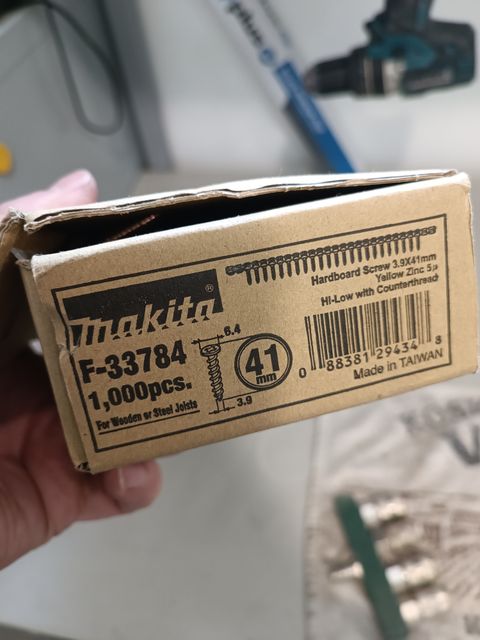 makita®
F-33784
1,000pcs.
For Wooden or Steel Joists
6.4
3.9
41
mm
Hardboard Screw 3.9X41mm
Yellow Zinc 5μ
Hi-Low with Counterthread
0 88381 29434 8
Made in TAIWAN
plus